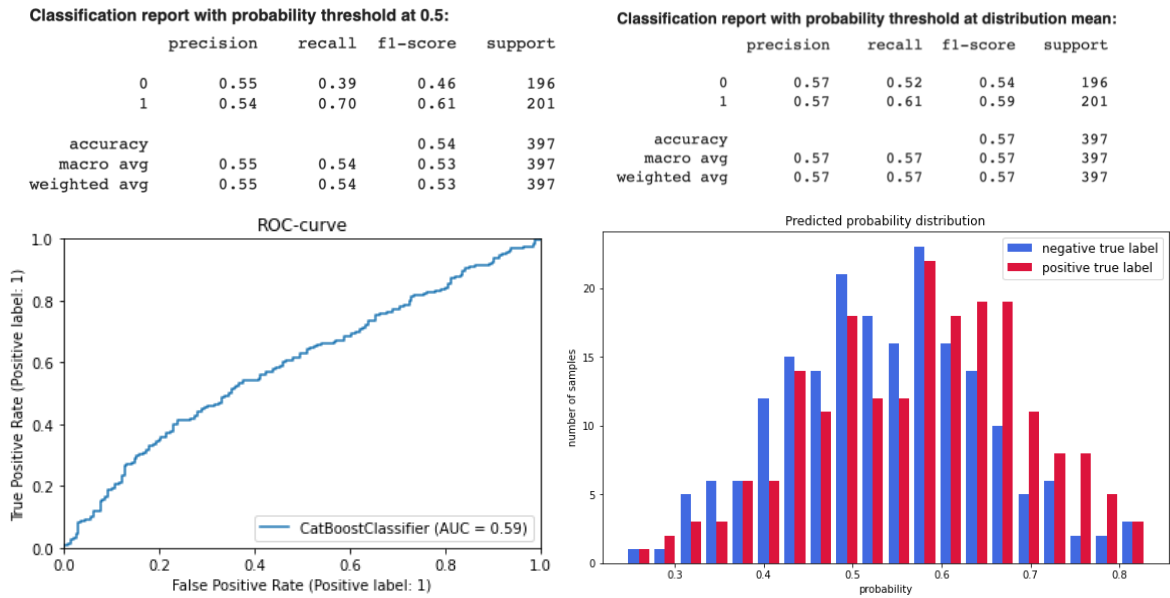 Classification report with probability threshold at 0.5:
precision recall f1-score support
0 0.55 0.39 0.46 196
1 0.54 0.70 0.61 201
accuracy 0.54 397
macro avg 0.55 0.54 0.53 397
weighted avg 0.55 0.54 0.53 397
Classification report with probability threshold at distribution mean:
precision recall f1-score support
0 0.57 0.52 0.54 196
1 0.57 0.61 0.59 201
accuracy 0.57 397
macro avg 0.57 0.57 0.57 397
weighted avg 0.57 0.57 0.57 397
ROC-curve
True Positive Rate (Positive label: 1)
1.0
0.8
0.6
0.4
0.2
0.0
CatBoostClassifier (AUC = 0.59)
0.0 0.2 0.4 0.6 0.8 1.0
False Positive Rate (Positive label: 1)
Predicted probability distribution
negative true label
positive true label
number of samples
20
15
10
5
0
0.3 0.4 0.5 0.6 0.7 0.8
probability